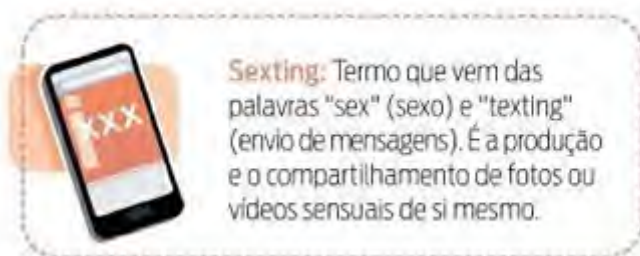 XXX
Sexting: Termo que vem das
palavras "sex" (sexo) e "texting"
(envio de mensagens). É a produção
e o compartilhamento de fotos ou
vídeos sensuais de si mesmo.